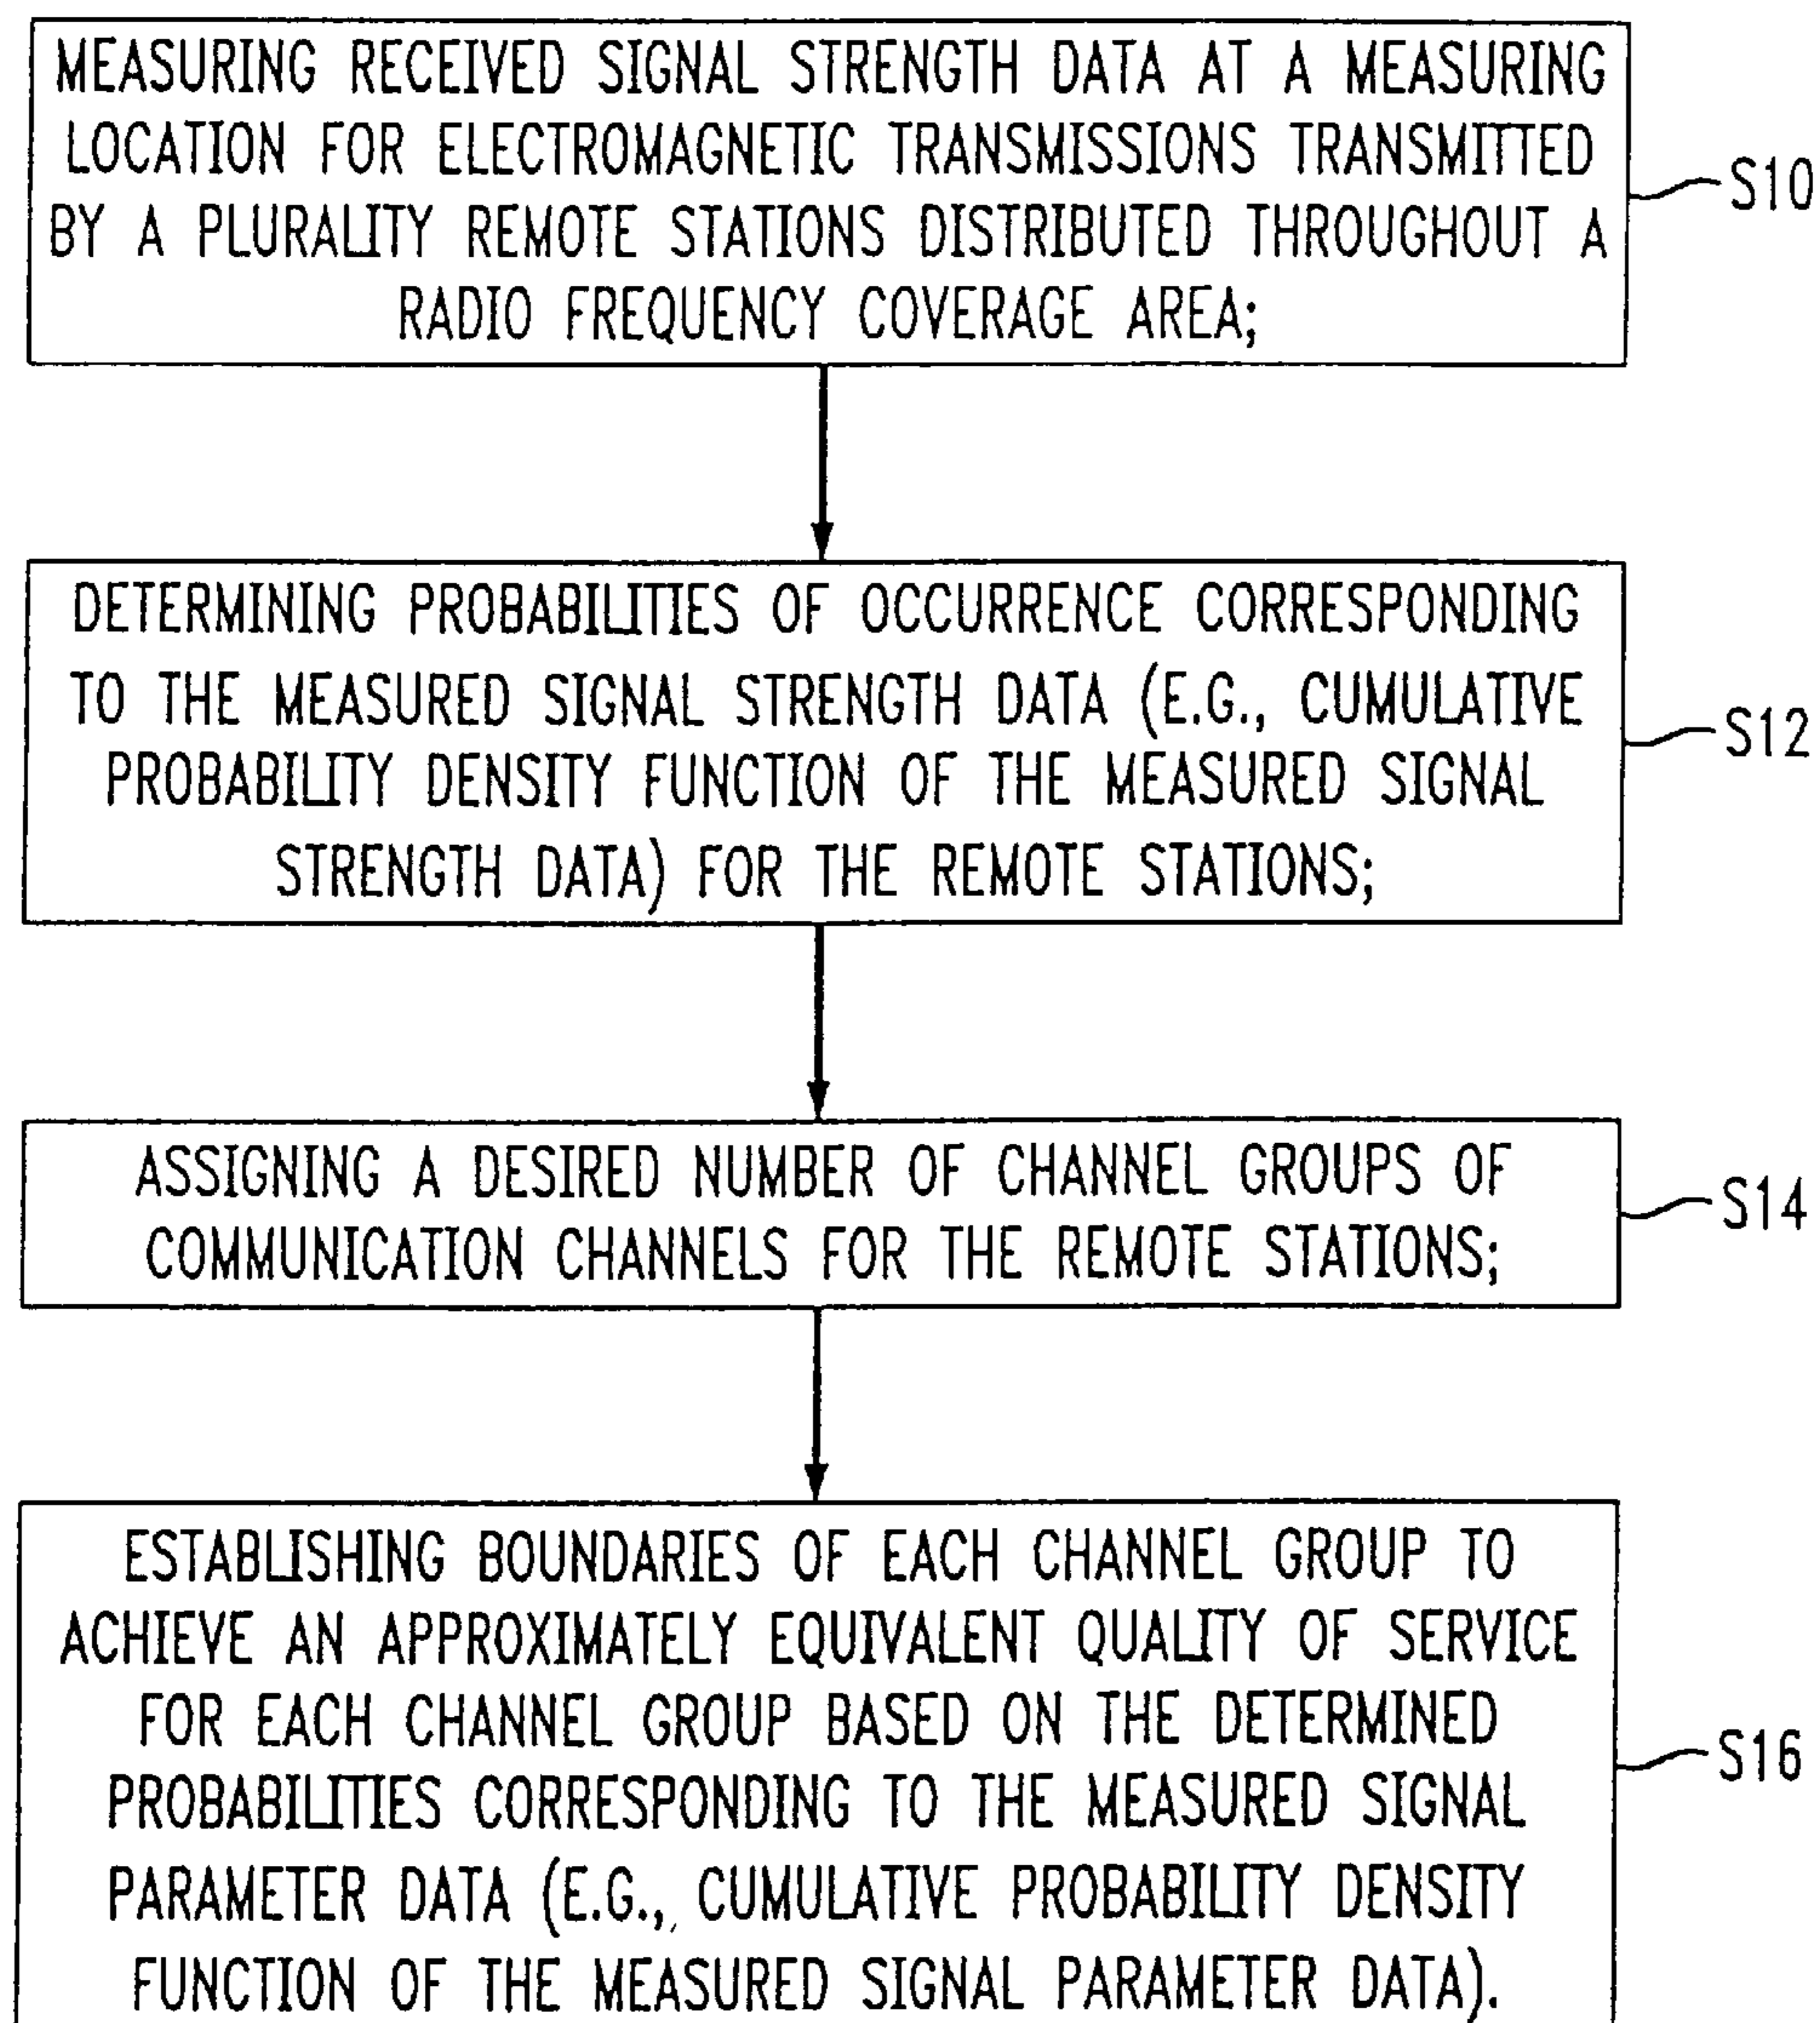 MEASURING RECEIVED SIGNAL STRENGTH DATA AT A MEASURING
LOCATION FOR ELECTROMAGNETIC TRANSMISSIONS TRANSMITTED
BY A PLURALITY REMOTE STATIONS DISTRIBUTED THROUGHOUT A
RADIO FREQUENCY COVERAGE AREA;
S10
DETERMINING PROBABILITIES OF OCCURRENCE CORRESPONDING
TO THE MEASURED SIGNAL STRENGTH DATA (E.G., CUMULATIVE
PROBABILITY DENSITY FUNCTION OF THE MEASURED SIGNAL
STRENGTH DATA) FOR THE REMOTE STATIONS;
S12
ASSIGNING A DESIRED NUMBER OF CHANNEL GROUPS OF
COMMUNICATION CHANNELS FOR THE REMOTE STATIONS;
S14
ESTABLISHING BOUNDARIES OF EACH CHANNEL GROUP TO
ACHIEVE AN APPROXIMATELY EQUIVALENT QUALITY OF SERVICE
FOR EACH CHANNEL GROUP BASED ON THE DETERMINED
PROBABILITIES CORRESPONDING TO THE MEASURED SIGNAL
PARAMETER DATA (E.G., CUMULATIVE PROBABILITY DENSITY
FUNCTION OF THE MEASURED SIGNAL PARAMETER DATA).
S16